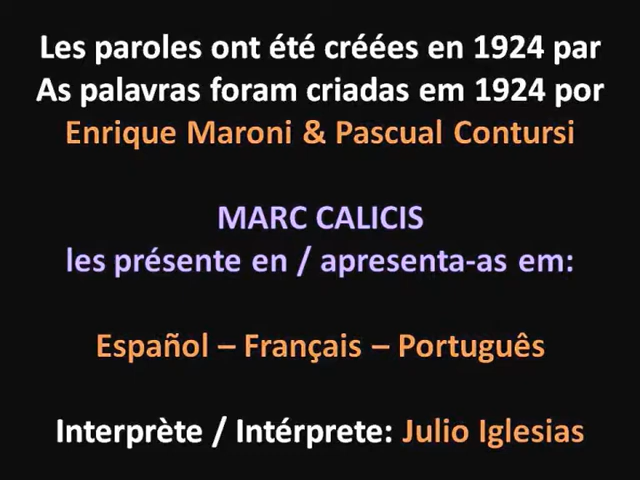 Les paroles ont été créées en 1924 par
As palavras foram criadas em 1924 por
Enrique Maroni & Pascual Contursi
MARC CALICIS
les présente en / apresenta-as em:
Español – Français – Português
Interprète / Intérprete: Julio Iglesias